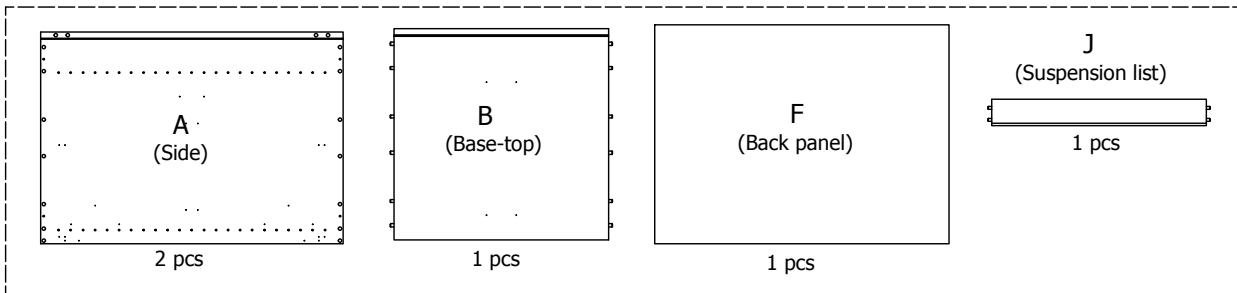 A
(Side)
2 pcs
B
(Base-top)
1 pcs
F
(Back panel)
1 pcs
J
(Suspension list)
1 pcs